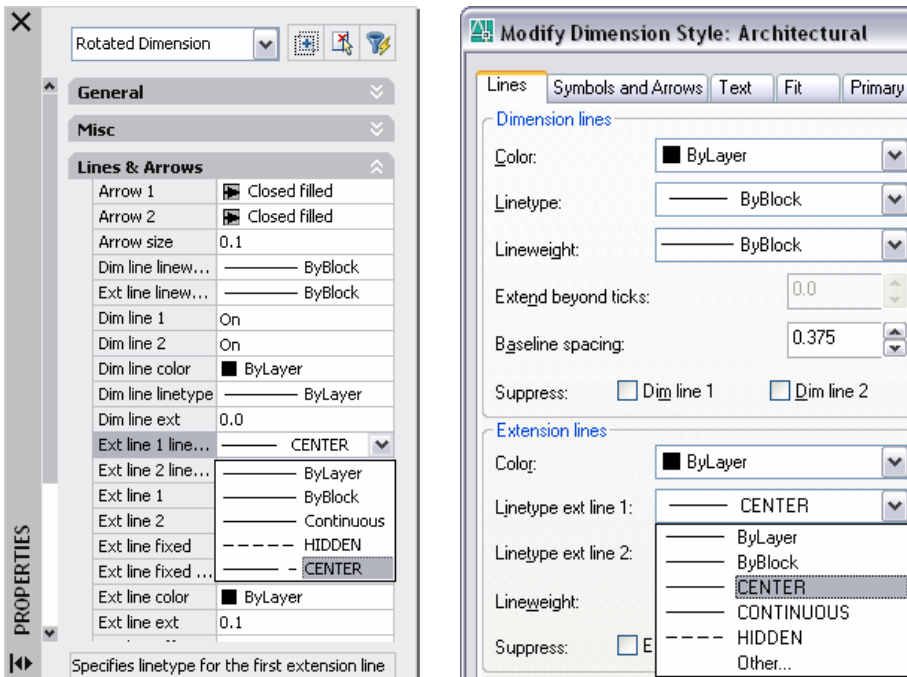 Rotated Dimension
General
Misc
Lines & Arrows
Arrow 1 Closed filled
Arrow 2 Closed filled
Arrow size 0.1
Dim line linew... ByBlock
Ext line linew... ByBlock
Dim line 1 On
Dim line 2 On
Dim line color ByLayer
Dim line linetype ByLayer
Dim line ext 0.0
Ext line 1 line... CENTER
Ext line 2 line... ByLayer
Ext line 1 ByBlock
Ext line 2 Continuous
Ext line fixed HIDDEN
Ext line fixed ... CENTER
Ext line color ByLayer
Ext line ext 0.1
PROPERTIES
Specifies linetype for the first extension line
Modify Dimension Style: Architectural
Lines Symbols and Arrows Text Fit Primary
Dimension lines
Color: ByLayer
Linetype: ByBlock
Lineweight: ByBlock
Extend beyond ticks: 0.0
Baseline spacing: 0.375
Suppress: Dim line 1 Dim line 2
Extension lines
Color: ByLayer
Linetype ext line 1: CENTER
ByLayer
Linetype ext line 2: ByBlock
CENTER
Lineweight: CONTINUOUS
HIDDEN
Suppress: E Other...